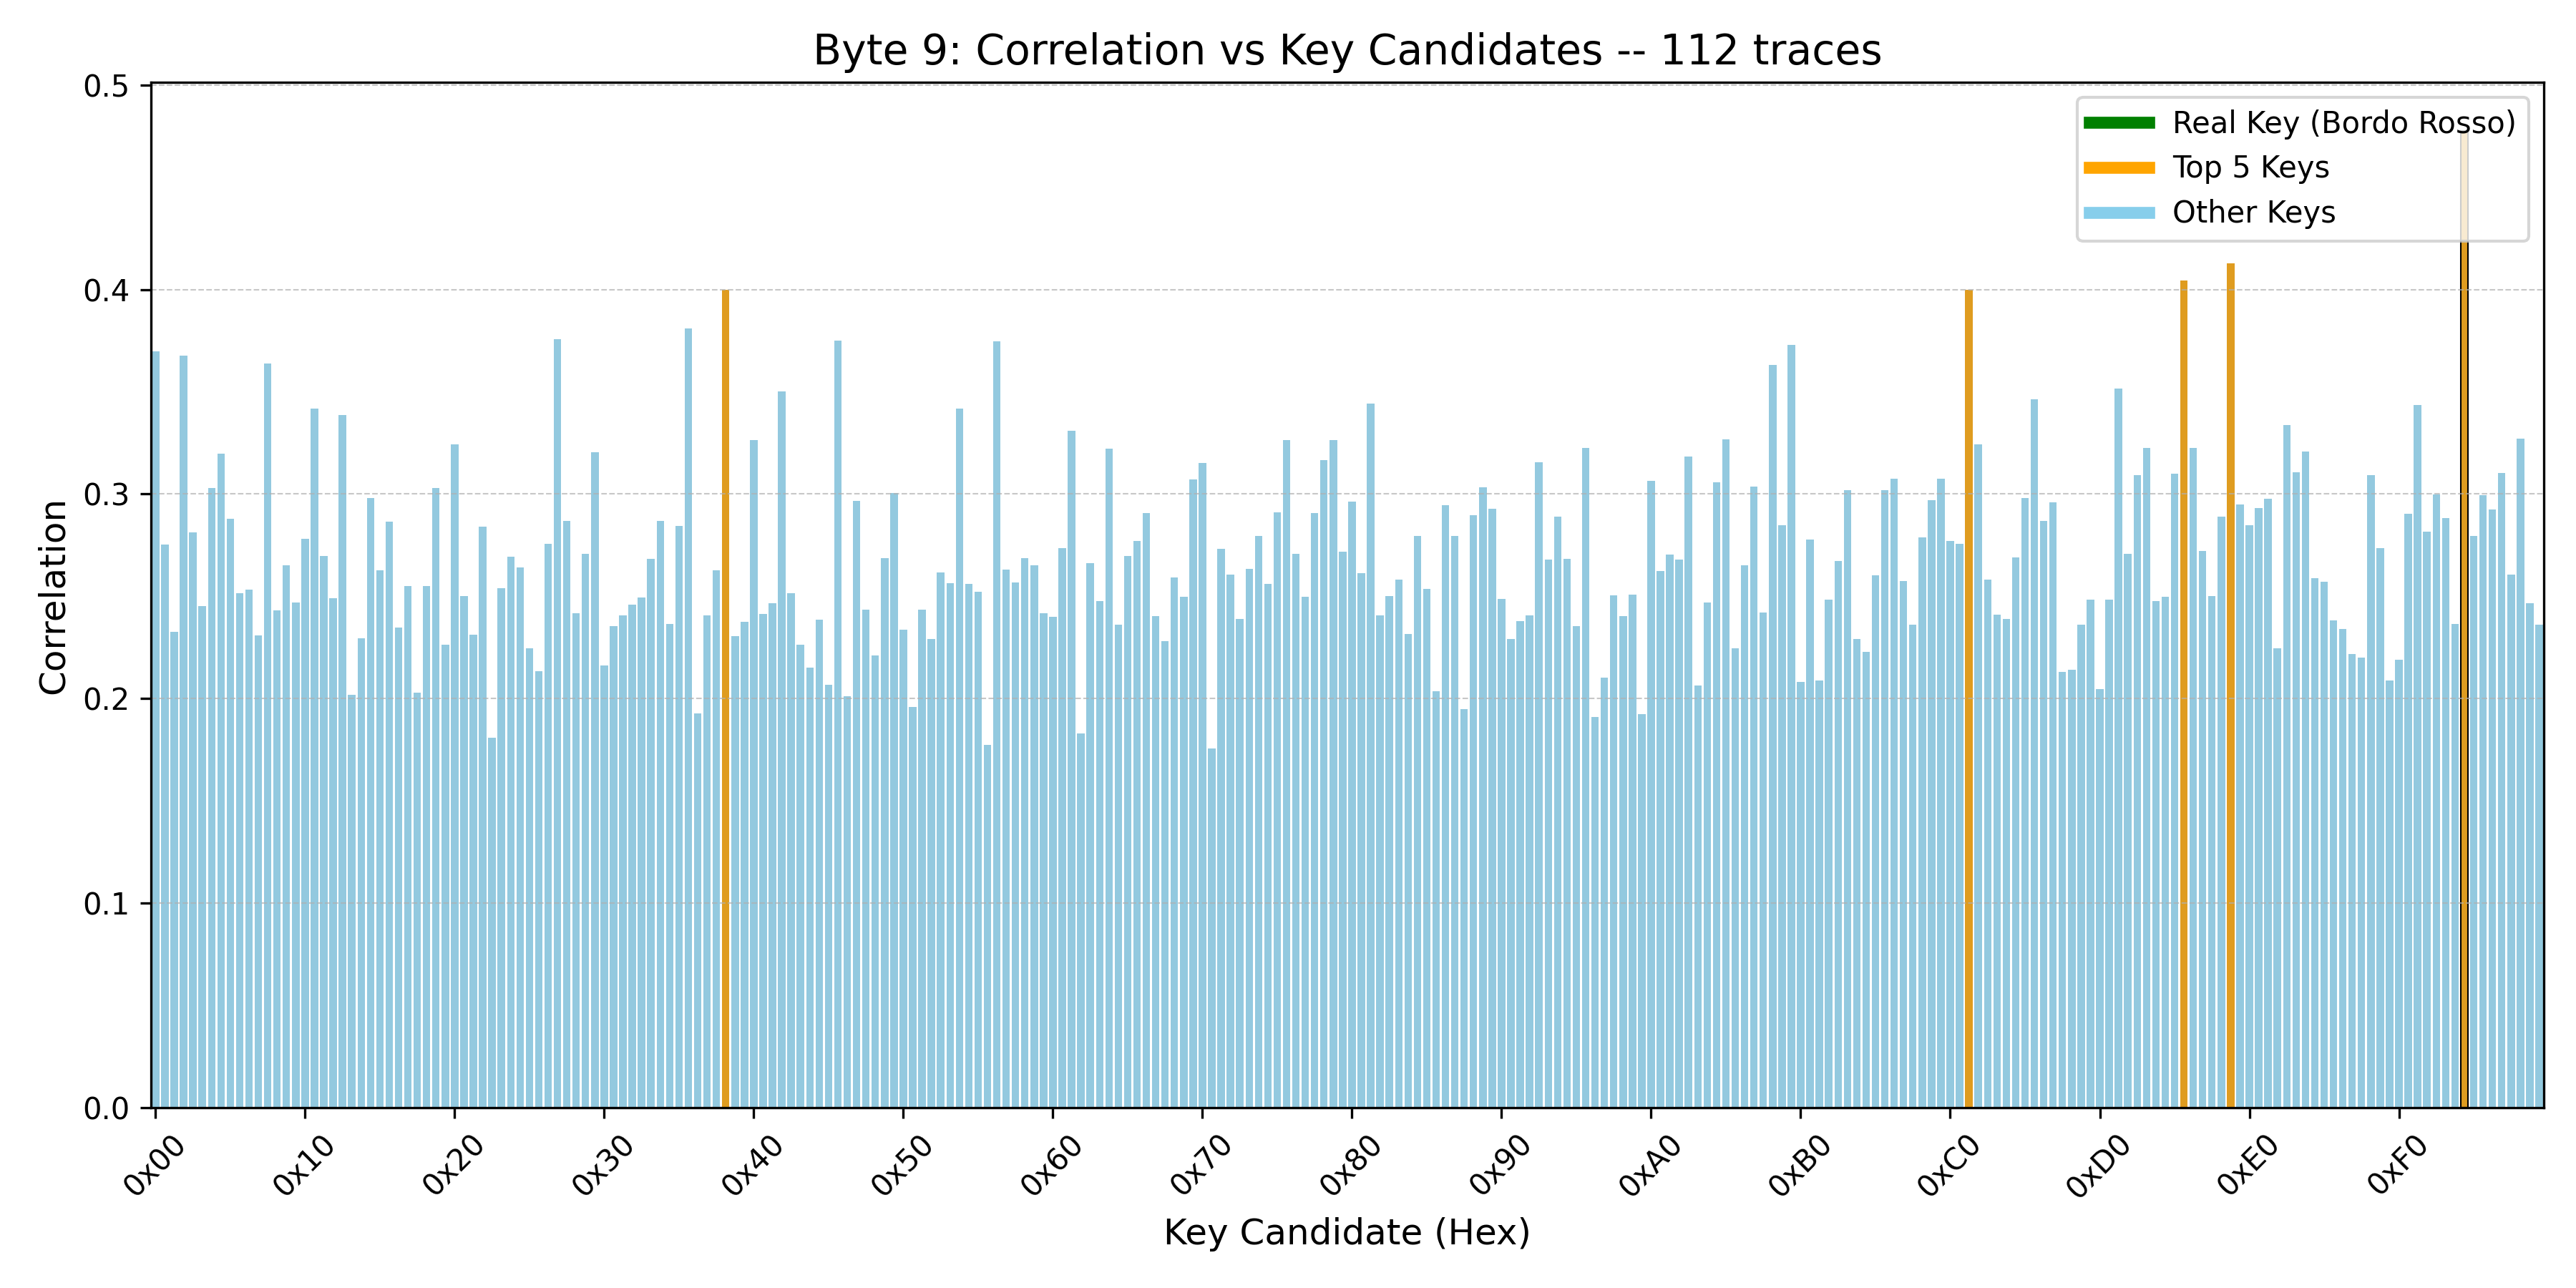 Byte 9: Correlation vs Key Candidates -- 112 traces
0.5
0.4
0.3
0.2
0.1
0.0
Correlation
Real Key (Bordo Rosso)
Top 5 Keys
Other Keys
0x00 0x10 0x20 0x30 0x40 0x50 0x60 0x70 0x80 0x90 0xA0 0xB0 0xC0 0xD0 0xE0 0xF0
Key Candidate (Hex)